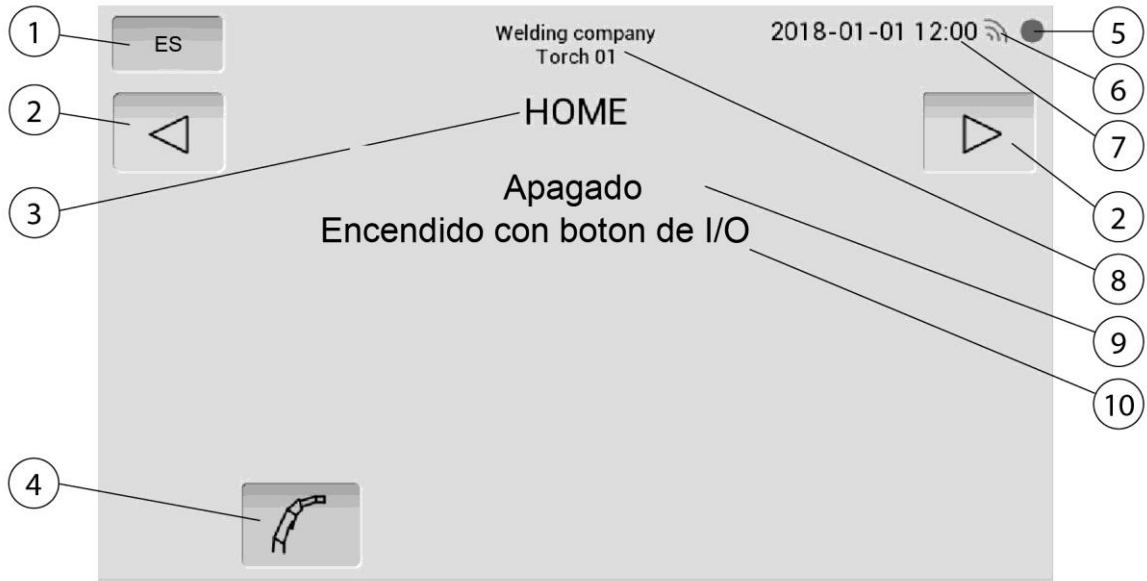 1
ES
Welding company
Torch 01
2018-01-01 12:00
5
6
2
HOME
7
3
Apagado
2
Encendido con boton de I/O
8
9
10
4